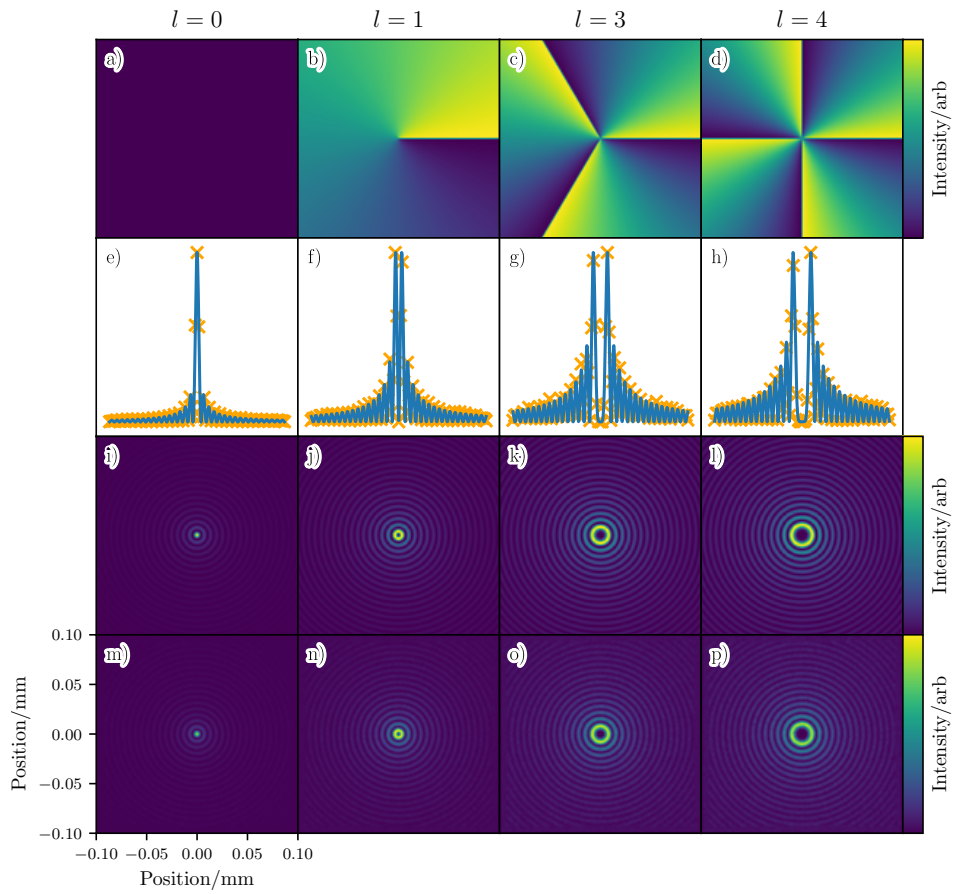 l = 0
l = 1
l = 3
l = 4
a)
b)
c)
d)
Intensity/arb
e)
f)
g)
h)
i)
j)
k)
l)
Intensity/arb
m)
n)
o)
p)
Intensity/arb
0.10
0.05
0.00
−0.05
−0.10
Position/mm
−0.10
−0.05
0.00
0.05
0.10
Position/mm